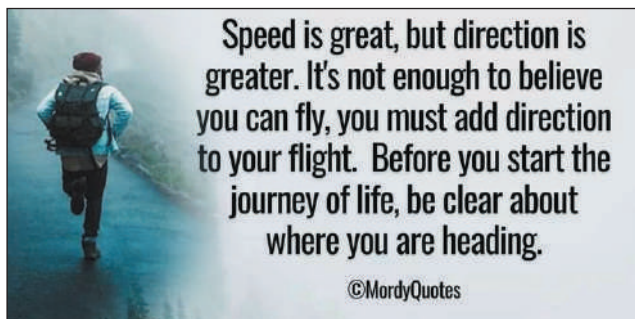 Speed is great, but direction is
greater. It's not enough to believe
you can fly, you must add direction
to your flight. Before you start the
journey of life, be clear about
where you are heading.
©MordyQuotes